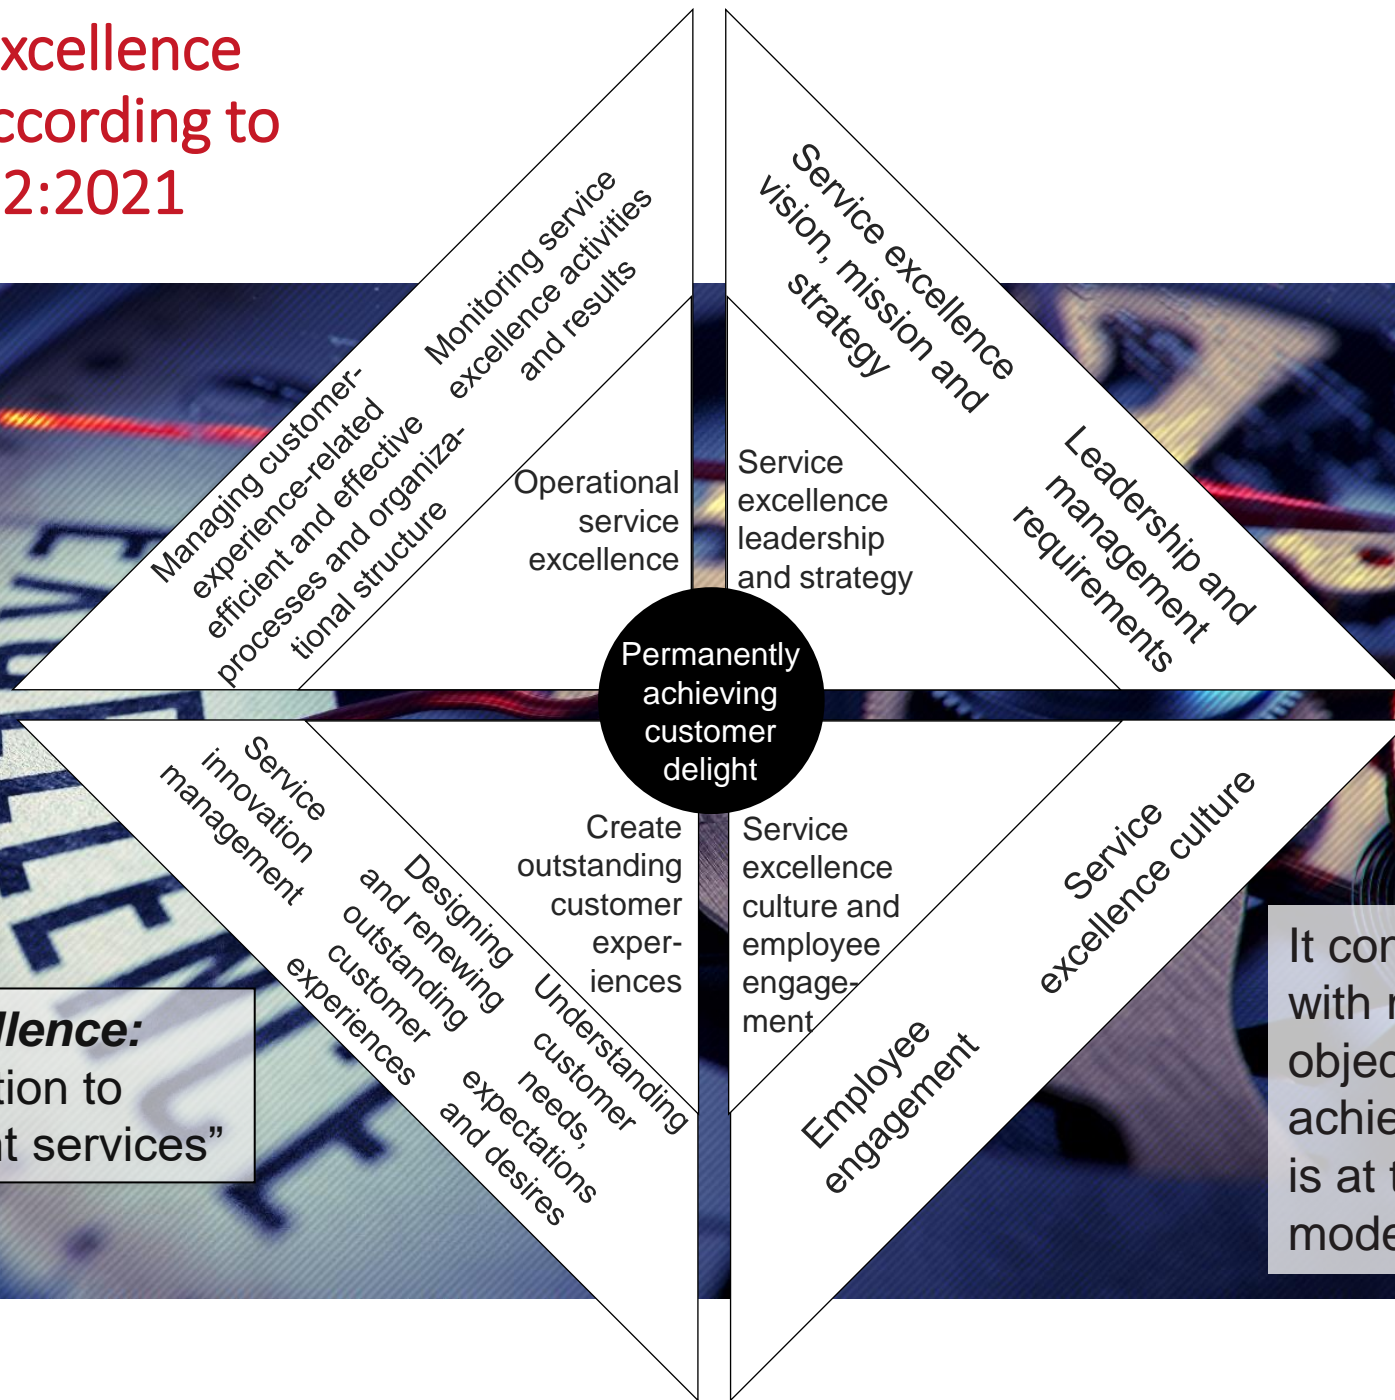 xcellence
ccording to
2:2021
Monitoring service
excellence activities
and results
Managing customer-
experience-related
efficient and effective
processes and organiza-
tional structure
Operational
service
excellence
Service excellence
vision, mission and
strategy
Leadership and
management
requirements
Service
excellence
leadership
and strategy
Permanently
achieving
customer
delight
Service
innovation
management
Designing
and renewing
outstanding
customer
experiences
Understanding
customer
needs,
expectations
and desires
Create
outstanding
customer
exper-
iences
Service
excellence
culture and
employee
engage-
ment
Service
excellence culture
Employee
engagement
llence:
tion to
t services”
It con
with
objec
achie
is at
mode